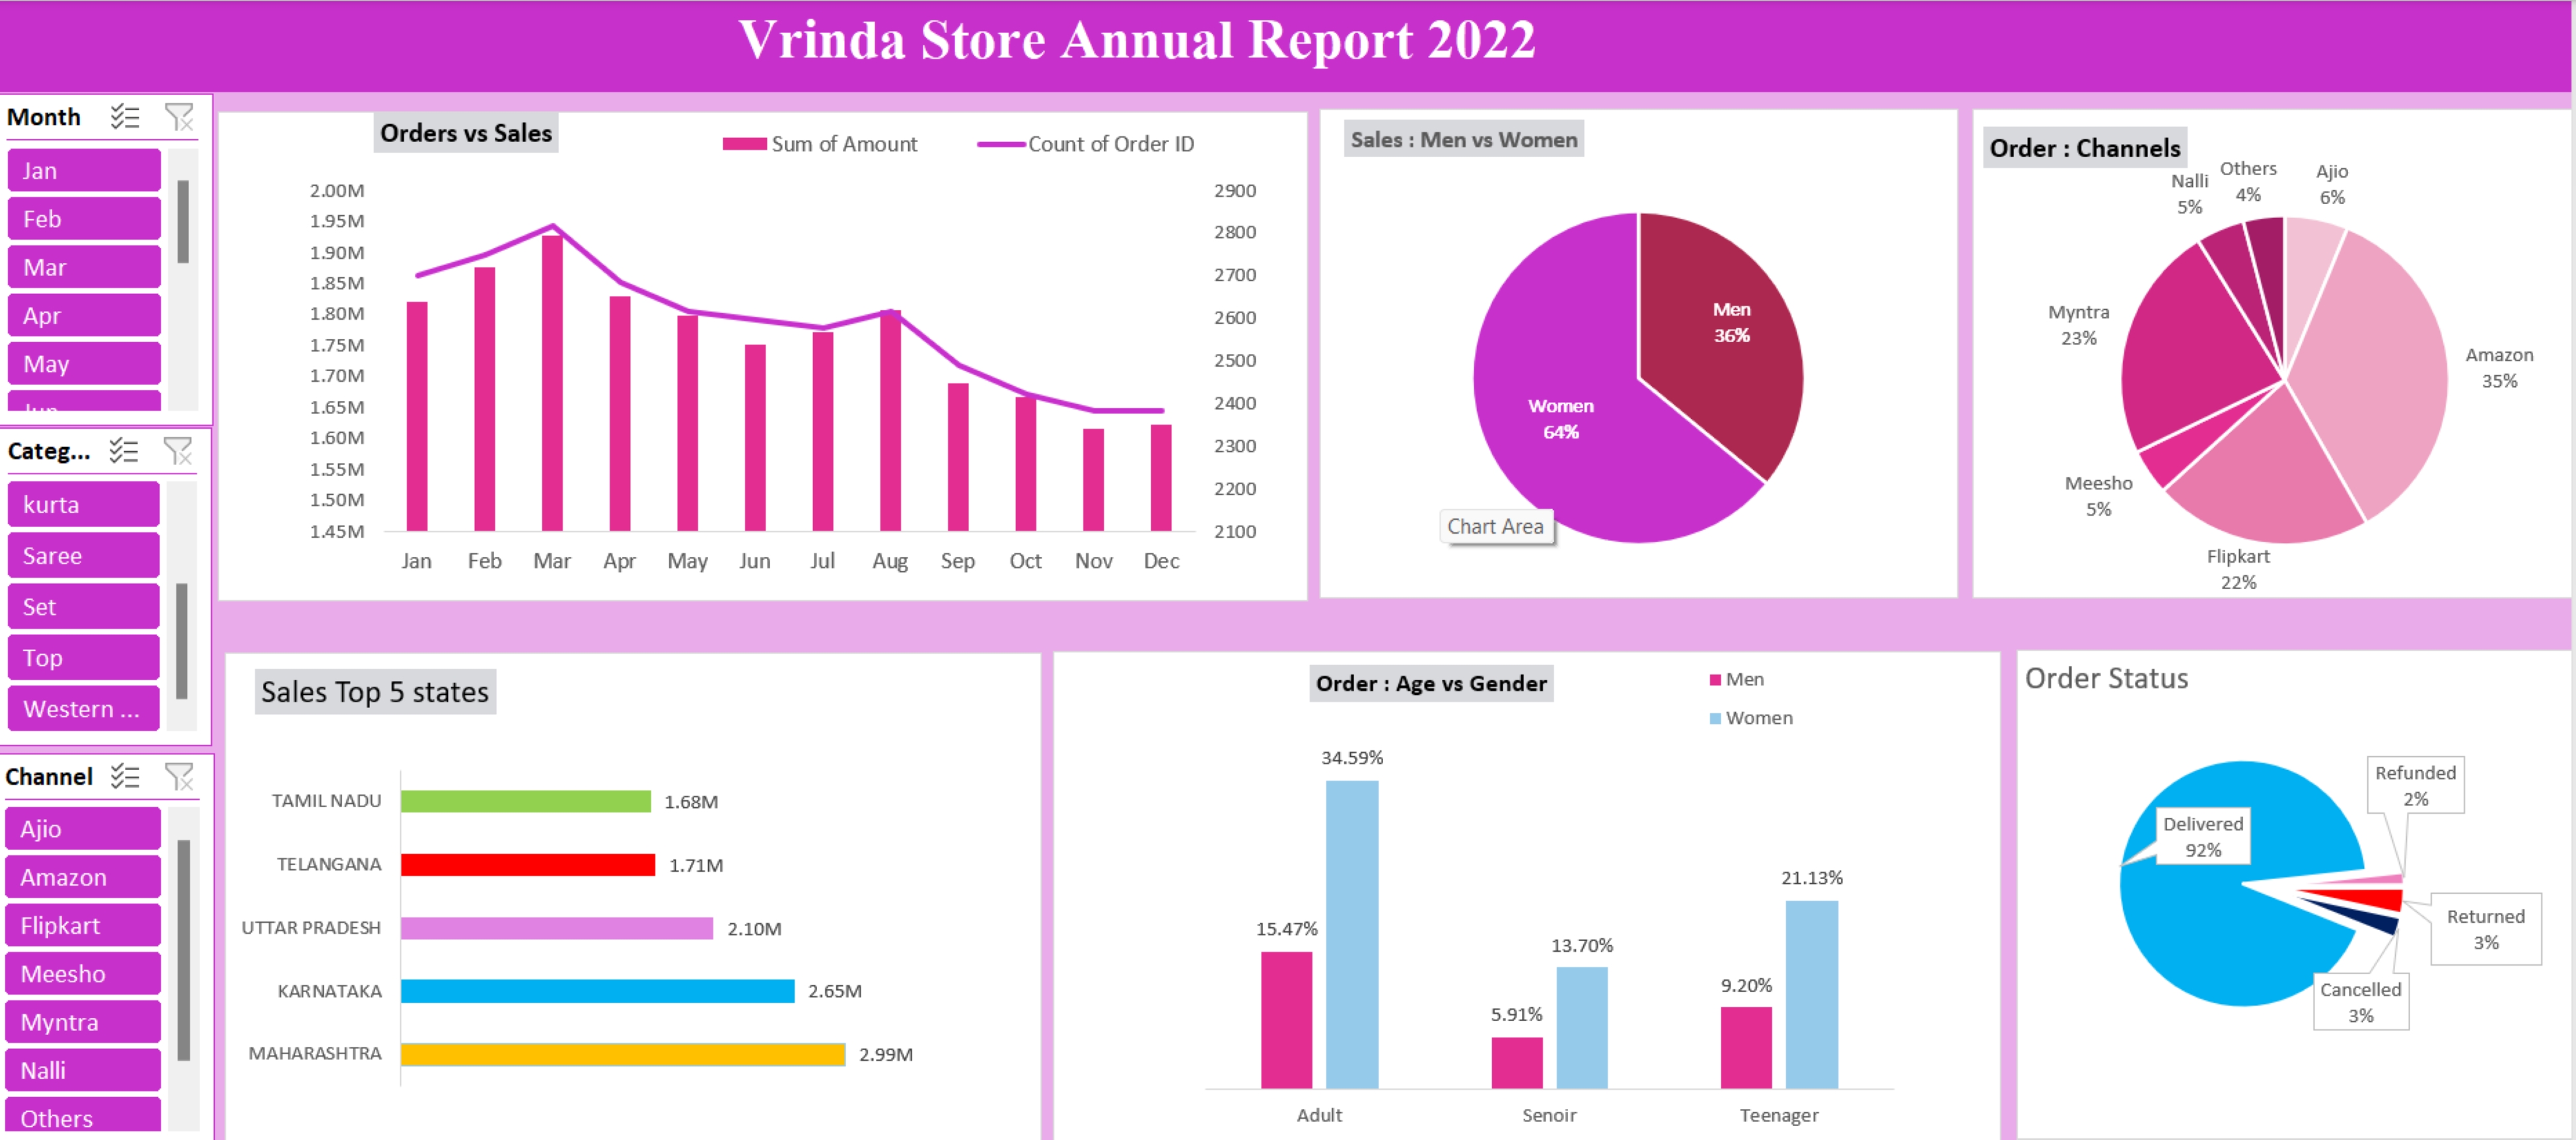 Vrinda Store Annual Report 2022
Month
Jan
Feb
Mar
Apr
May
Jun
Categ...
kurta
Saree
Set
Top
Western ...
Channel
Ajio
Amazon
Flipkart
Meesho
Myntra
Nalli
Others
Orders vs Sales
Sum of Amount
Count of Order ID
2.00M
1.95M
1.90M
1.85M
1.80M
1.75M
1.70M
1.65M
1.60M
1.55M
1.50M
1.45M
2900
2800
2700
2600
2500
2400
2300
2200
2100
Jan Feb Mar Apr May Jun Jul Aug Sep Oct Nov Dec
Sales : Men vs Women
Men
36%
Women
64%
Chart Area
Order : Channels
Nalli
5%
Others
4%
Ajio
6%
Myntra
23%
Amazon
35%
Meesho
5%
Flipkart
22%
Sales Top 5 states
TAMIL NADU 1.68M
TELANGANA 1.71M
UTTAR PRADESH 2.10M
KARNATAKA 2.65M
MAHARASHTRA 2.99M
Order : Age vs Gender
Men
Women
34.59%
15.47%
13.70%
5.91%
21.13%
9.20%
Adult Senoir Teenager
Order Status
Refunded
2%
Delivered
92%
Returned
3%
Cancelled
3%